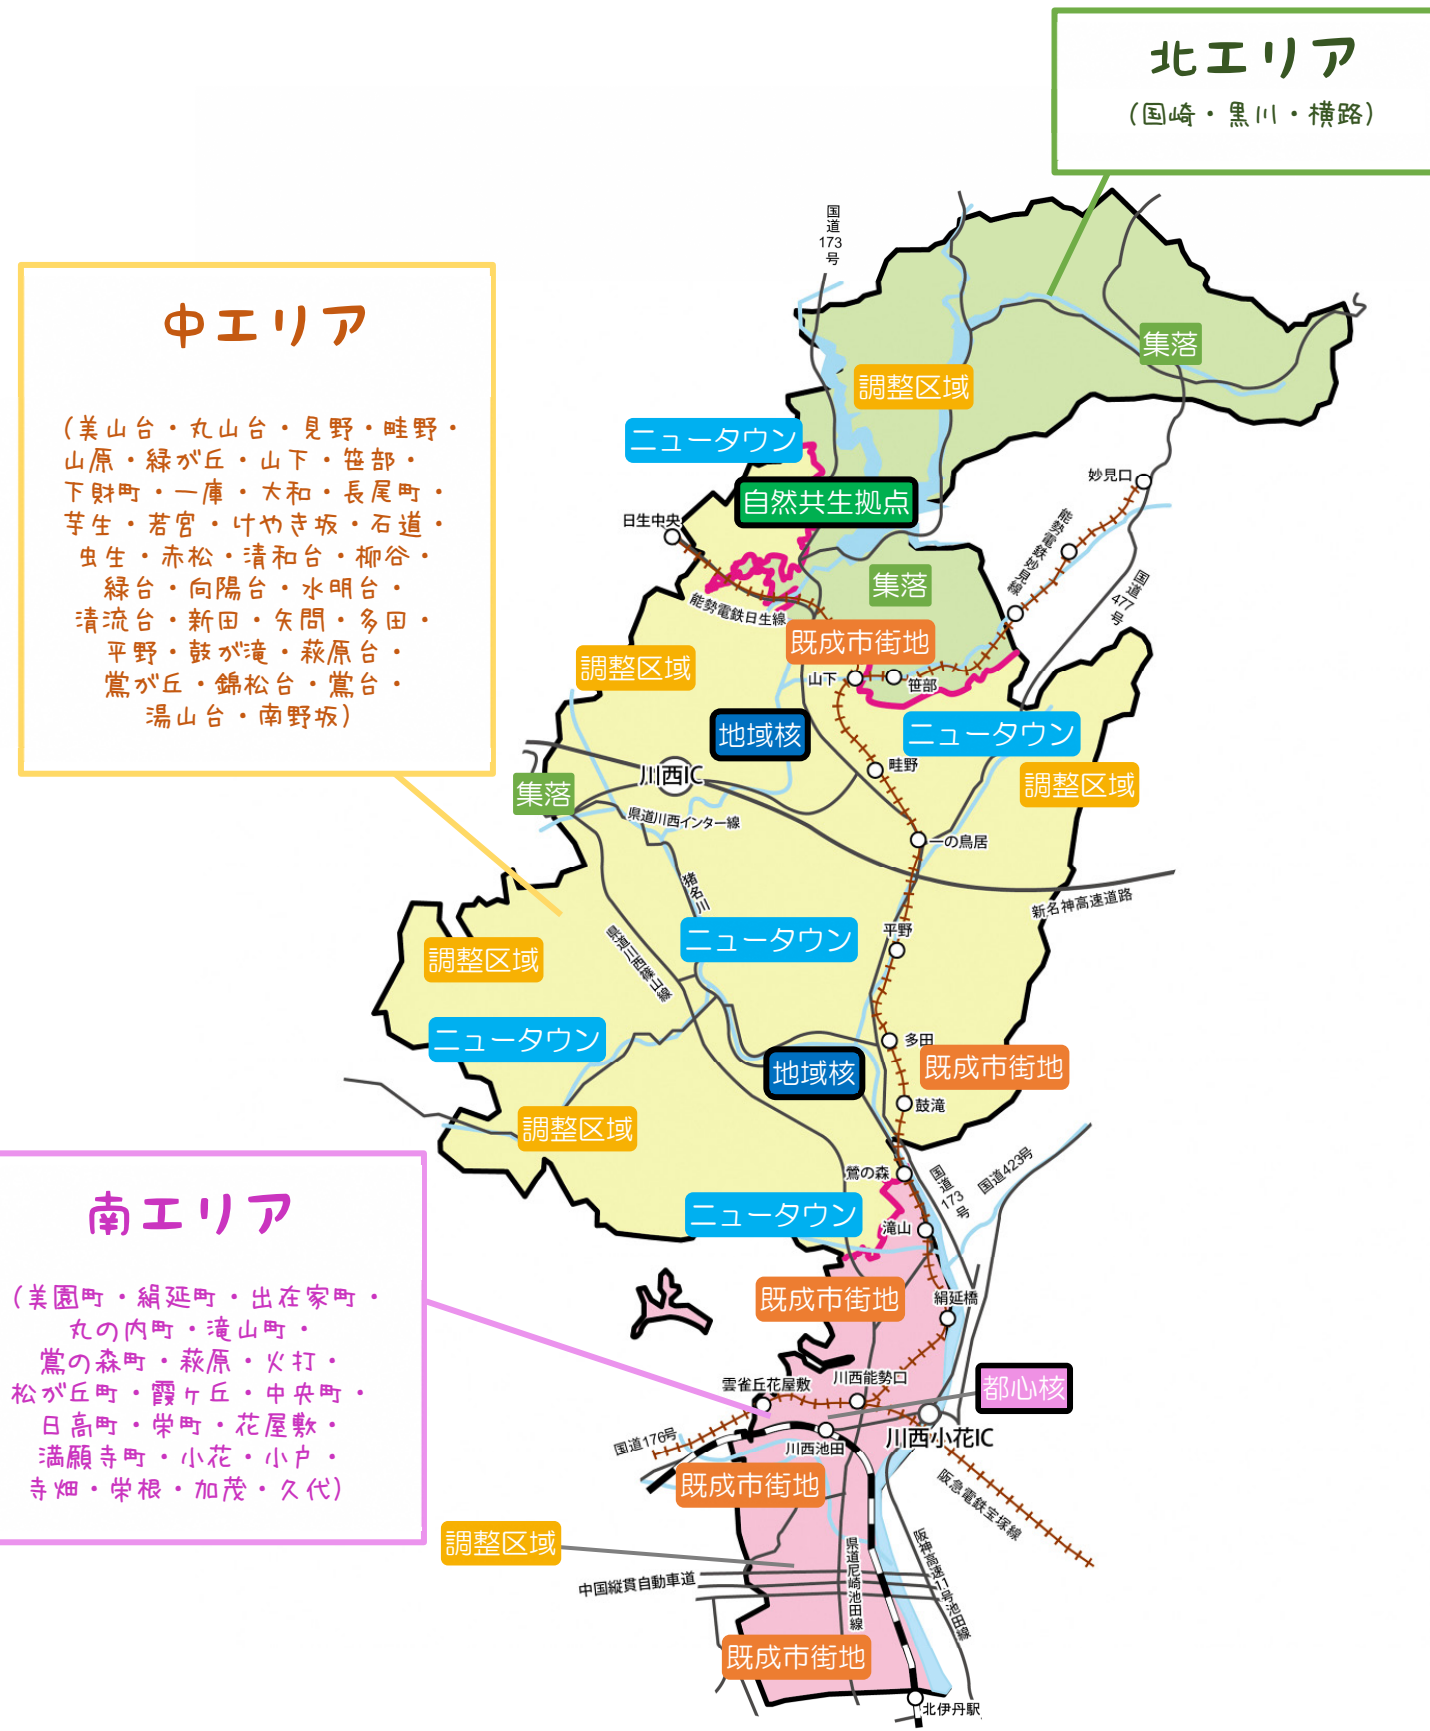 北エリア
(国崎・黒川・横路)
国道
173
号
中エリア
(美山台・丸山台・見野・畦野・
山原・緑が丘・山下・笹部・
下財町・一庫・大和・長尾町・
芋生・若宮・けやき坂・石道・
虫生・赤松・清和台・柳谷・
緑台・向陽台・水明台・
清流台・新田・矢問・多田・
平野・鼓が滝・萩原台・
鶯が丘・錦松台・鶯台・
湯山台・南野坂)
集落
調整区域
ニュータウン
妙見口
自然共生拠点
日生中央
能勢電鉄妙見線
国道
477
号
集落
能勢電鉄日生線
既成市街地
調整区域
山下
笹部
地域核
ニュータウン
畦野
川西IC
調整区域
集落
県道川西インター線
一の鳥居
猪名川
新名神高速道路
平野
ニュータウン
県道川西篠山線
調整区域
ニュータウン
多田
既成市街地
地域核
鼓滝
調整区域
鶯の森
国道
173
号
国道423号
ニュータウン
滝山
南エリア
(美園町・絹延町・出在家町・
丸の内町・滝山町・
鶯の森町・萩原・火打・
松が丘町・霞ヶ丘・中央町・
日高町・栄町・花屋敷・
満願寺町・小花・小戸・
寺畑・栄根・加茂・久代)
既成市街地
絹延橋
雲雀丘花屋敷
川西能勢口
都心核
国道176号
川西池田
川西小花IC
既成市街地
阪急電鉄宝塚線
調整区域
中国縦貫自動車道
県道尼崎池田線
阪神高速11号池田線
既成市街地
北伊丹駅